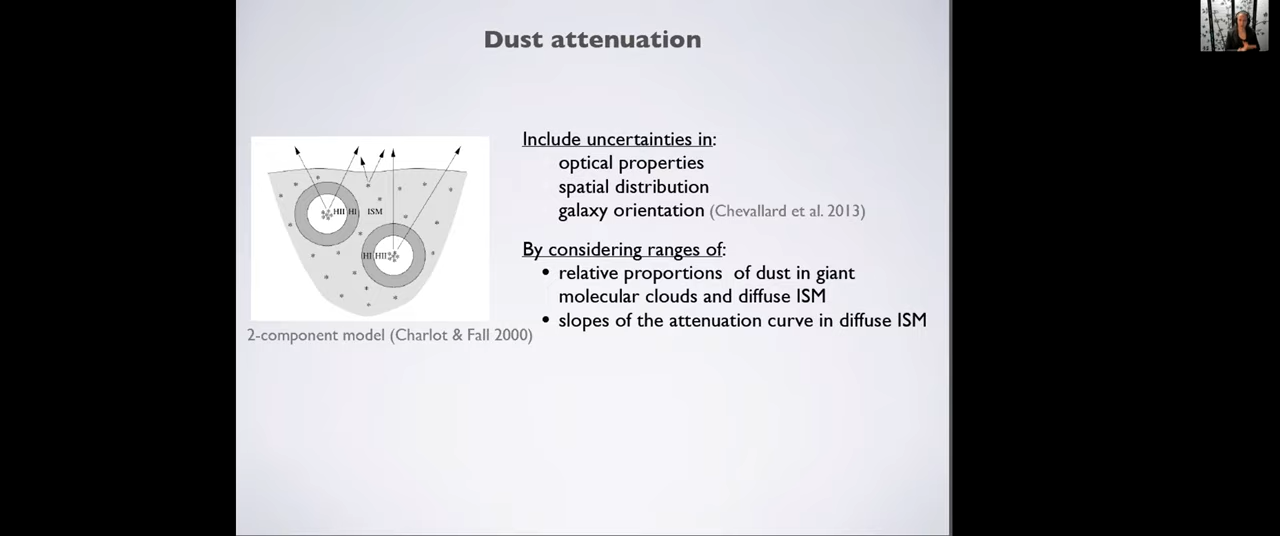 Dust attenuation
HII HI ISM
HI HII
2-component model (Charlot & Fall 2000)
Include uncertainties in:
optical properties
spatial distribution
galaxy orientation (Chevallard et al. 2013)
By considering ranges of:
• relative proportions of dust in giant
molecular clouds and diffuse ISM
• slopes of the attenuation curve in diffuse ISM